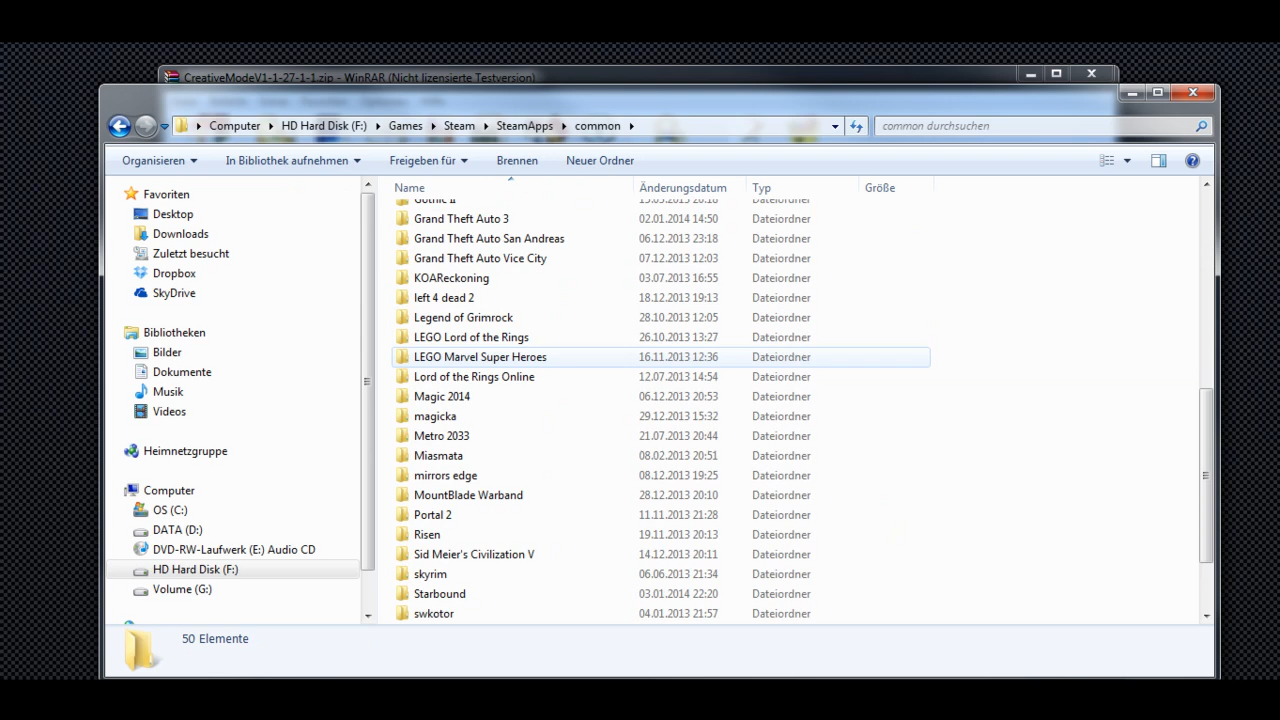 CreativeModeV1-1-27-1-1.zip - WinRAR (Nicht lizensierte Testversion)
Computer HD Hard Disk (F:) Games Steam SteamApps common common durchsuchen
Organisieren In Bibliothek aufnehmen Freigeben für Brennen Neuer Ordner
Name Änderungsdatum Typ Größe
Favoriten
Desktop
Downloads
Zuletzt besucht
Dropbox
SkyDrive
Bibliotheken
Bilder
Dokumente
Musik
Videos
Heimnetzgruppe
Computer
OS (C:)
DATA (D:)
DVD-RW-Laufwerk (E:) Audio CD
HD Hard Disk (F:)
Volume (G:)
Gothic II 15.05.2013 20:18 Dateiordner
Grand Theft Auto 3 02.01.2014 14:50 Dateiordner
Grand Theft Auto San Andreas 06.12.2013 23:18 Dateiordner
Grand Theft Auto Vice City 07.12.2013 12:03 Dateiordner
KOAReckoning 03.07.2013 16:55 Dateiordner
left 4 dead 2 18.12.2013 19:13 Dateiordner
Legend of Grimrock 28.10.2013 12:05 Dateiordner
LEGO Lord of the Rings 26.10.2013 13:27 Dateiordner
LEGO Marvel Super Heroes 16.11.2013 12:36 Dateiordner
Lord of the Rings Online 12.07.2013 14:54 Dateiordner
Magic 2014 06.12.2013 20:53 Dateiordner
magicka 29.12.2013 15:32 Dateiordner
Metro 2033 21.07.2013 20:44 Dateiordner
Miasmata 08.02.2013 20:51 Dateiordner
mirrors edge 08.12.2013 19:25 Dateiordner
MountBlade Warband 28.12.2013 20:10 Dateiordner
Portal 2 11.11.2013 21:28 Dateiordner
Risen 19.11.2013 20:13 Dateiordner
Sid Meier's Civilization V 14.12.2013 20:11 Dateiordner
skyrim 06.06.2013 21:34 Dateiordner
Starbound 03.01.2014 22:20 Dateiordner
swkotor 04.01.2013 21:57 Dateiordner
50 Elemente